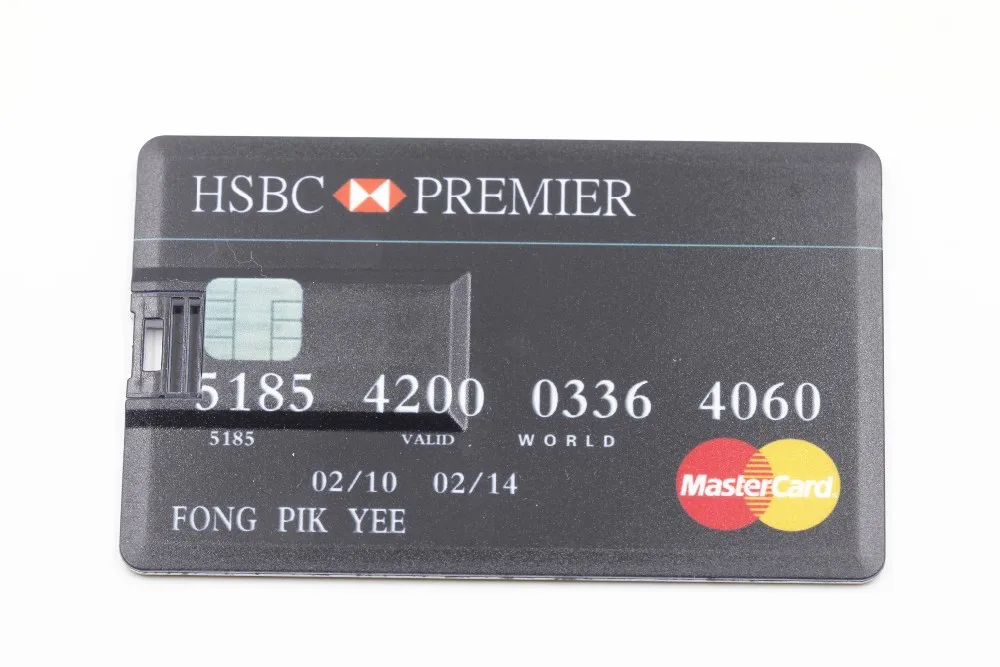 HSBC PREMIER
5185 4200 0336 4060
5185 VALID WORLD
02/10 02/14
FONG PIK YEE
MasterCard